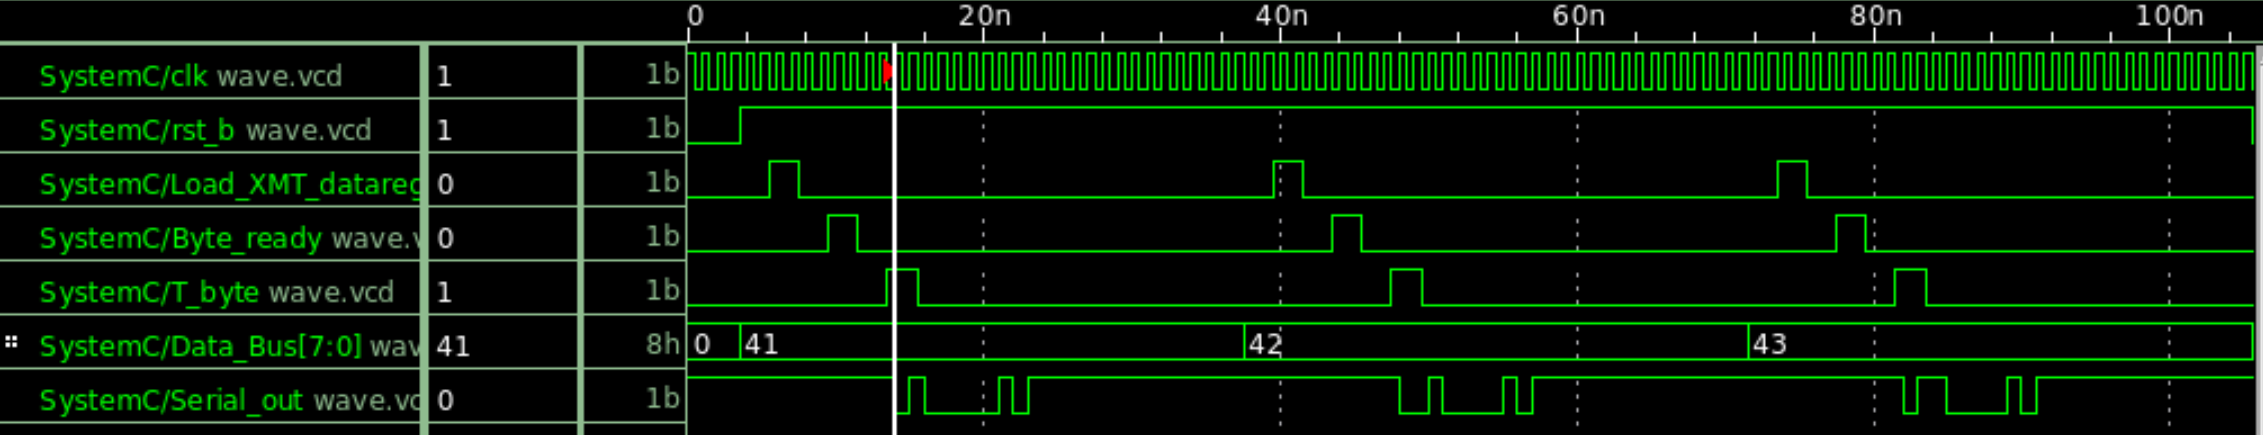 0 20n 40n 60n 80n 100n
SystemC/clk wave.vcd 1 1b
SystemC/rst_b wave.vcd 1 1b
SystemC/Load_XMT_datareg 0 1b
SystemC/Byte_ready wave.v 0 1b
SystemC/T_byte wave.vcd 1 1b
SystemC/Data_Bus[7:0] wav 41 8h 0 41 42 43
SystemC/Serial_out wave.vc 0 1b